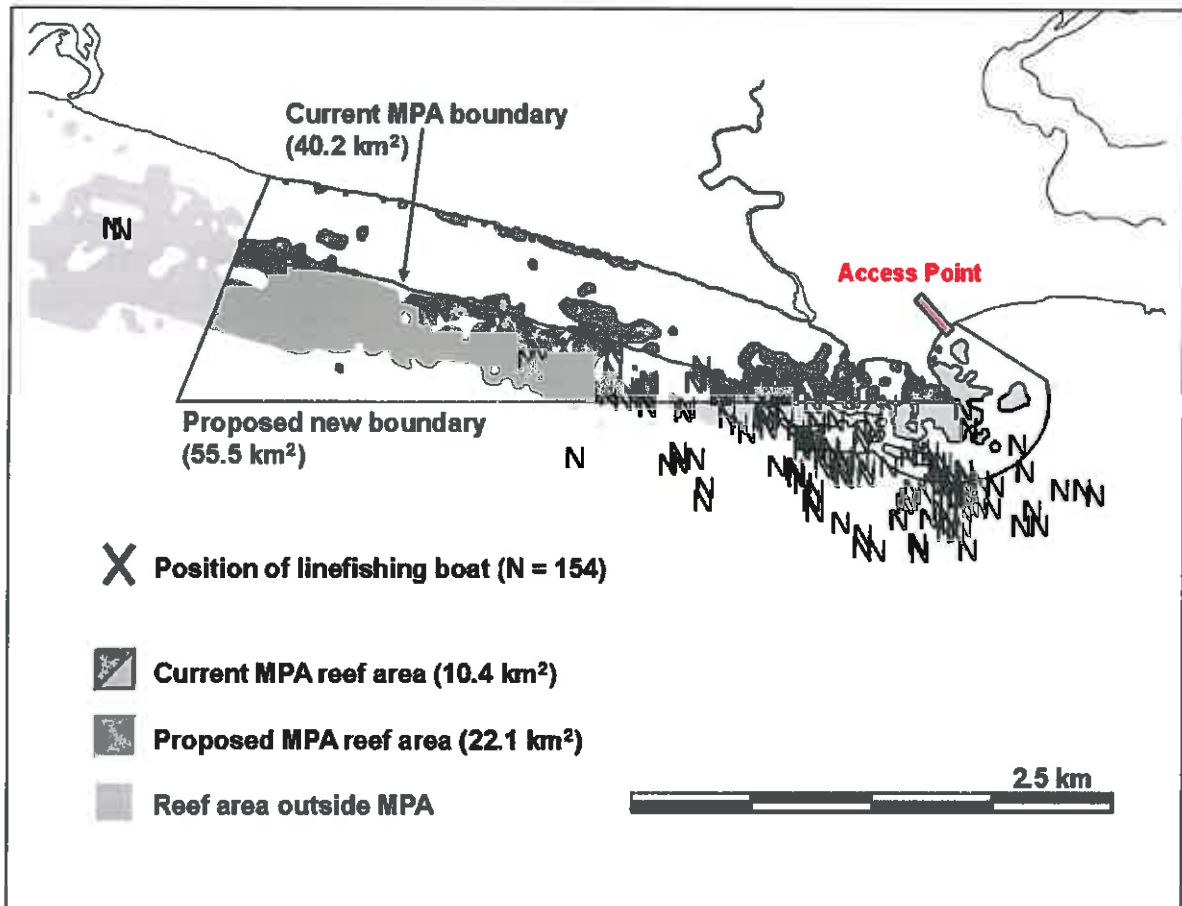 Current MPA boundary
(40.2 km²)
Access Point
Proposed new boundary
(55.5 km²)
Position of linefishing boat (N = 154)
Current MPA reef area (10.4 km²)
Proposed MPA reef area (22.1 km²)
Reef area outside MPA
2.5 km